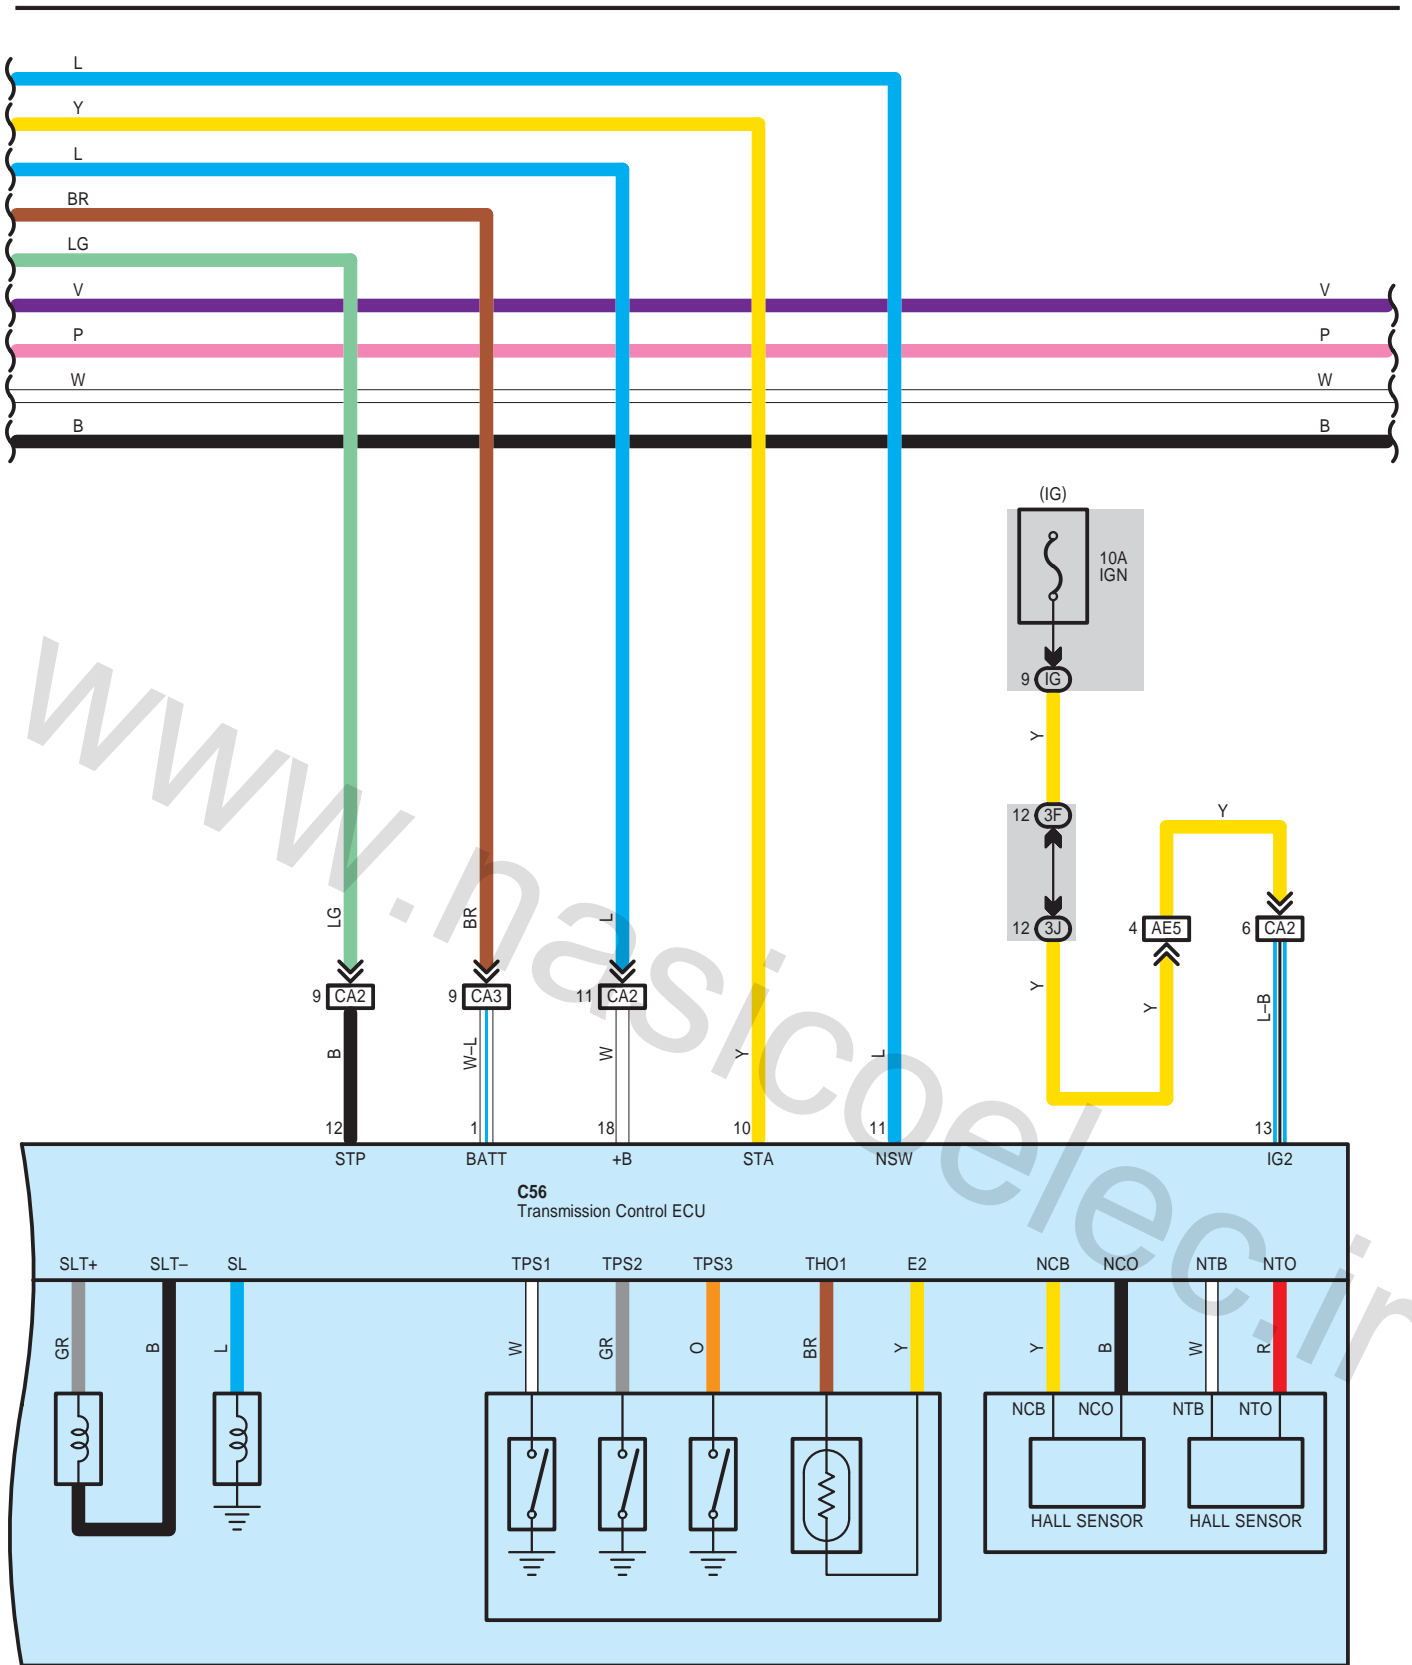 L
Y
L
BR
LG
V V
P P
W W
B B
(IG)
10A
IGN
9 IG
Y
12 3F
Y
LG BR L
12 3J 4 AE5 6 CA2
9 CA2 9 CA3 11 CA2
Y Y L–B
B W–L W Y L
12 1 18 10 11 13
STP BATT +B STA NSW IG2
C56
Transmission Control ECU
SLT+ SLT– SL TPS1 TPS2 TPS3 THO1 E2 NCB NCO NTB NTO
GR B L W GR O BR Y Y B W R
NCB NCO NTB NTO
HALL SENSOR HALL SENSOR
www.nasicoelec.ir